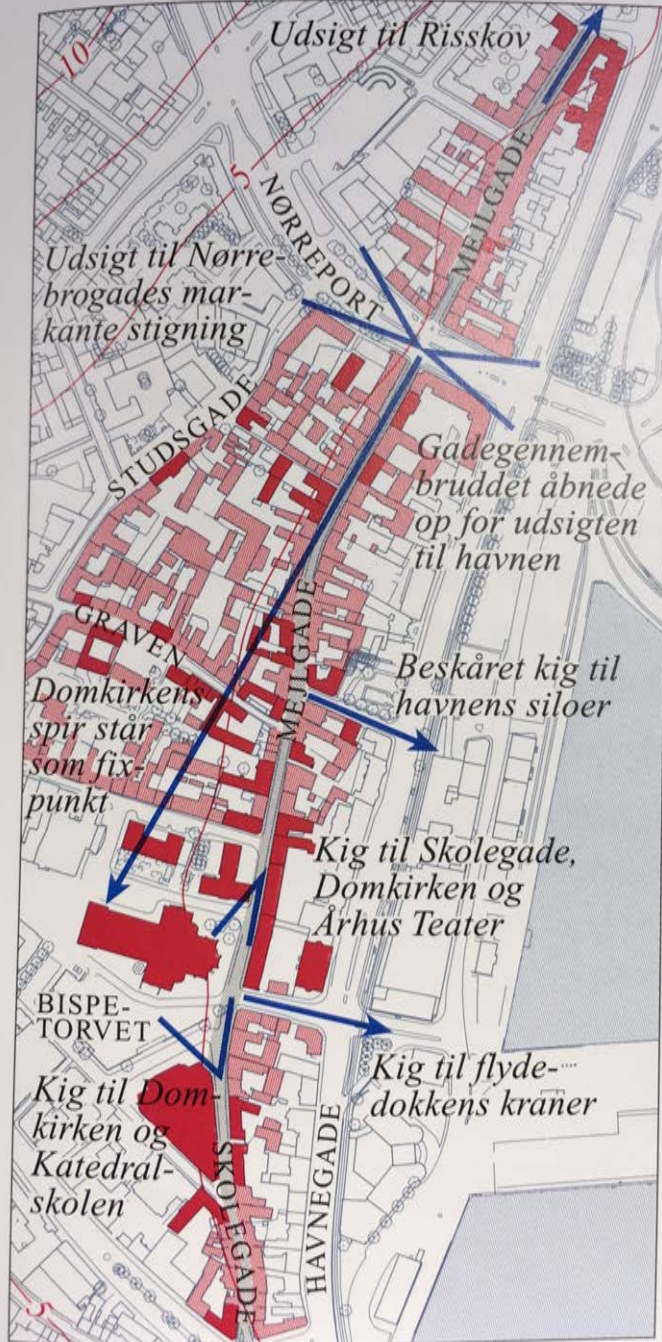 Udsigt til Risskov
10
5
NØRREPORT
MEJLGADE
Udsigt til Nørre-
brogades mar-
kante stigning
STUDSGADE
Gadegennem-
bruddet åbnede
op for udsigten
til havnen
GRAVEN
MEJLGADE
Beskåret kig til
havnens siloer
Domkirkens
spir står
som fix-
punkt
Kig til Skolegade,
Domkirken og
Århus Teater
BISPE-
TORVET
Kig til flyde-
dokkens kraner
Kig til Dom-
kirken og
Katedral-
skolen
SKOLEGADE
HAVNEGADE
5